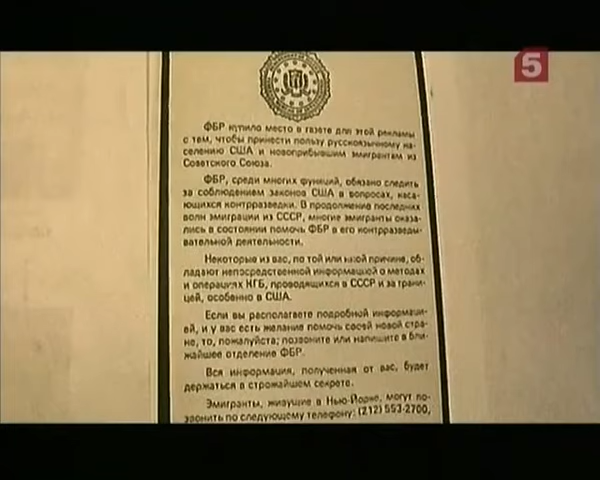 5
ФБР купило место в газете для этой рекламы
с тем, чтобы принести пользу русскоязычному на-
селению США и новоприбывшим эмигрантам из
Советского Союза.
ФБР, среди многих функций, обязано следить
за соблюдением законов США в вопросах, каса-
ющихся контрразведки. В продолжение последних
волн эмиграции из СССР, многие эмигранты оказа-
лись в состоянии помочь ФБР в его контрразведы-
вательной деятельности.
Некоторые из вас, по той или иной причине, об-
ладают непосредственной информацией о методах
и операциях КГБ, проводящихся в СССР и за грани-
цей, особенно в США.
Если вы располагаете подробной информаци-
ей, и у вас есть желание помочь своей новой стра-
не, то, пожалуйста; позвоните или напишите в бли-
жайшее отделение ФБР.
Вся информация, полученная от вас, будет
держаться в строжайшем секрете.
Эмигранты, живущие в Нью-Йорке, могут по-
звонить по следующему телефону: (212) 553-2700,